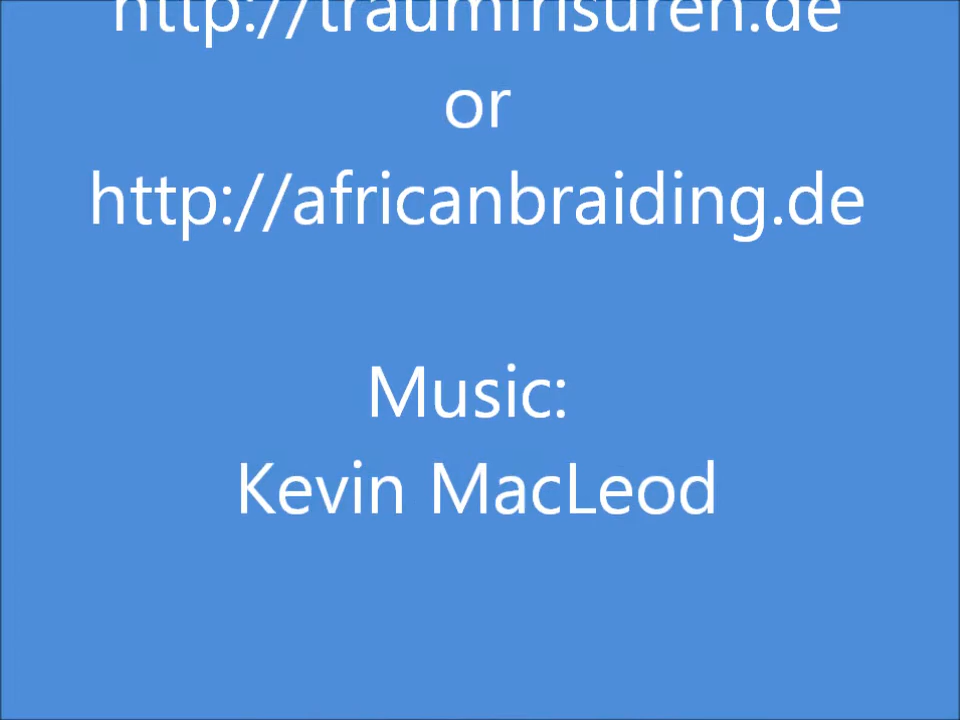 http://traumfrisuren.de
or
http://africanbraiding.de
Music:
Kevin MacLeod